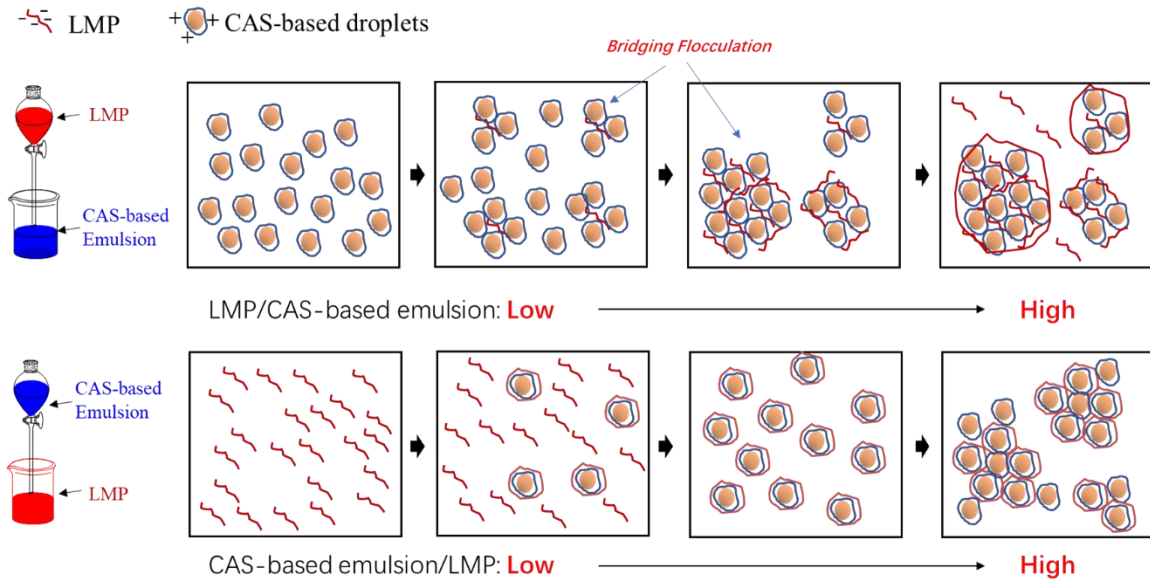 LMP
CAS-based droplets
Bridging Flocculation
LMP
CAS-based
Emulsion
LMP/CAS-based emulsion: Low
High
CAS-based
Emulsion
LMP
CAS-based emulsion/LMP: Low
High